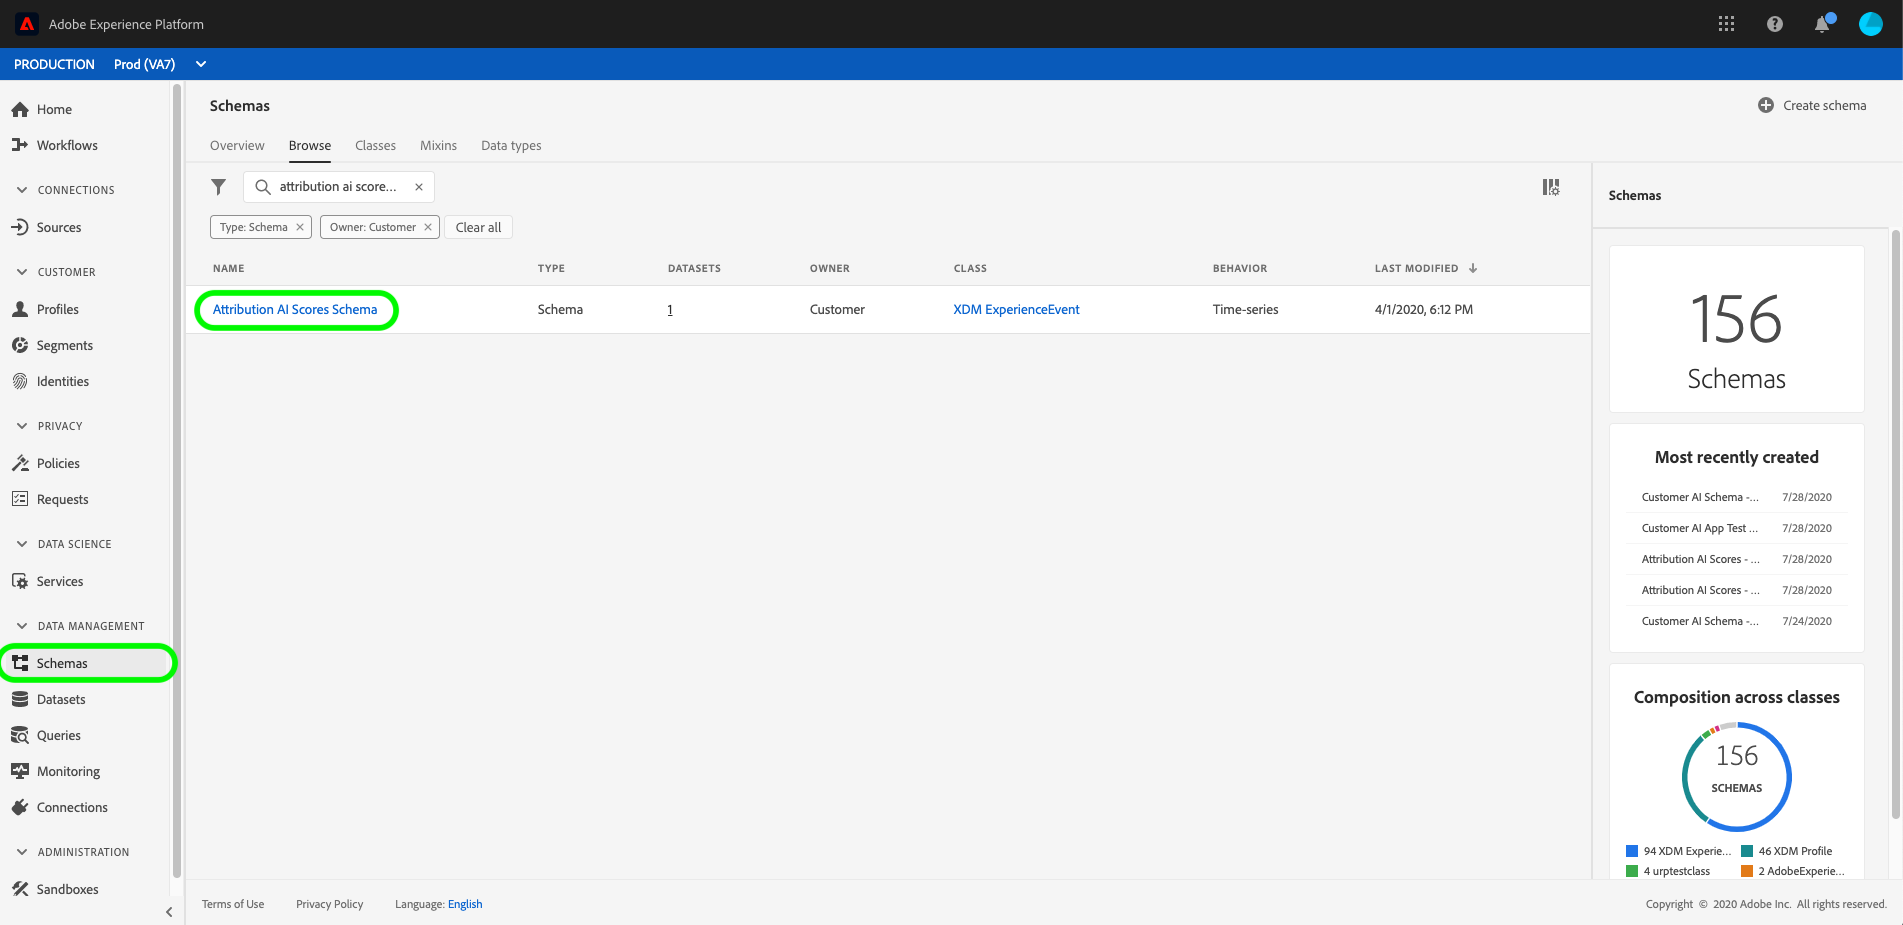 Adobe Experience Platform
PRODUCTION Prod (VA7)
Home
Workflows
CONNECTIONS
Sources
CUSTOMER
Profiles
Segments
Identities
PRIVACY
Policies
Requests
DATA SCIENCE
Services
DATA MANAGEMENT
Schemas
Datasets
Queries
Monitoring
Connections
ADMINISTRATION
Sandboxes
Schemas
Create schema
Overview Browse Classes Mixins Data types
attribution ai score...
Type: Schema Owner: Customer Clear all
NAME TYPE DATASETS OWNER CLASS BEHAVIOR LAST MODIFIED
Attribution AI Scores Schema Schema 1 Customer XDM ExperienceEvent Time-series 4/1/2020, 6:12 PM
Schemas
156
Schemas
Most recently created
Customer AI Schema -... 7/28/2020
Customer AI App Test ... 7/28/2020
Attribution AI Scores - ... 7/28/2020
Attribution AI Scores - ... 7/28/2020
Customer AI Schema -... 7/24/2020
Composition across classes
156
SCHEMAS
94 XDM Experie... 46 XDM Profile
4 urptestclass 2 AdobeExperie...
Terms of Use Privacy Policy Language: English
Copyright © 2020 Adobe Inc. All rights reserved.